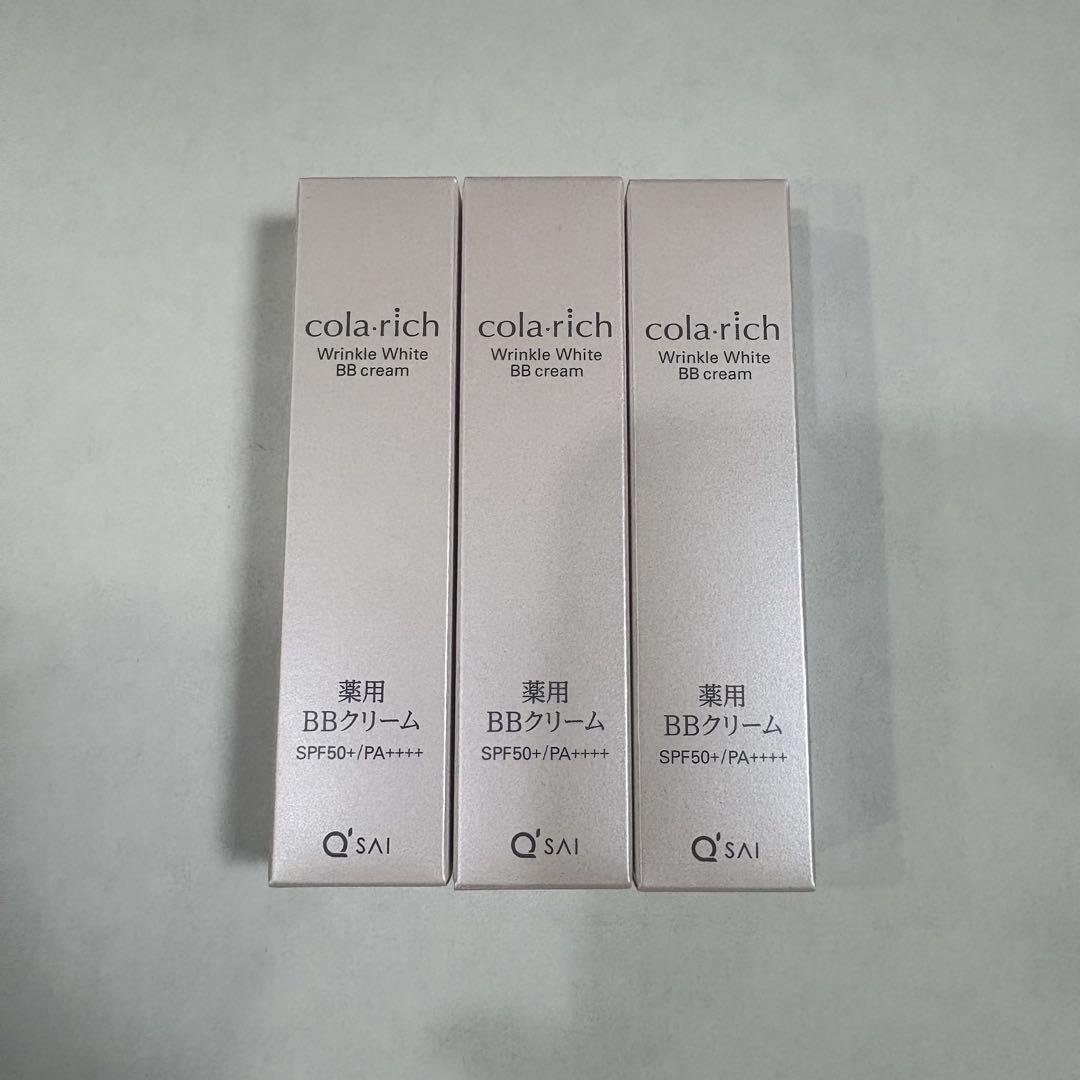 cola·rich
Wrinkle White
BB cream
薬用
BBクリーム
SPF50+/PA++++
Q'SAI
cola·rich
Wrinkle White
BB cream
薬用
BBクリーム
SPF50+/PA++++
Q'SAI
cola·rich
Wrinkle White
BB cream
薬用
BBクリーム
SPF50+/PA++++
Q'SAI